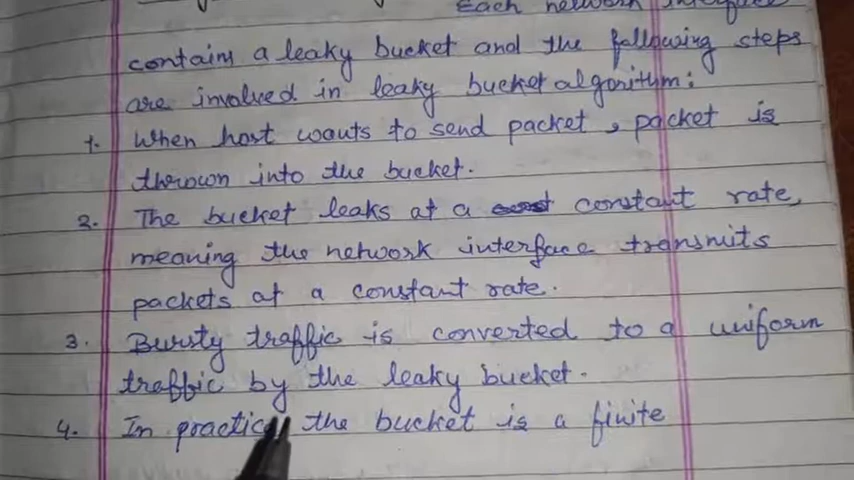 Each network interface
contains a leaky bucket and the following steps
are involved in leaky bucket algorithm:
1. When host wants to send packet, packet is
thrown into the bucket.
2. The bucket leaks at a constant rate,
meaning the network interface transmits
packets at a constant rate.
3. Bursty traffic is converted to a uniform
traffic by the leaky bucket.
4. In practice the bucket is a finite